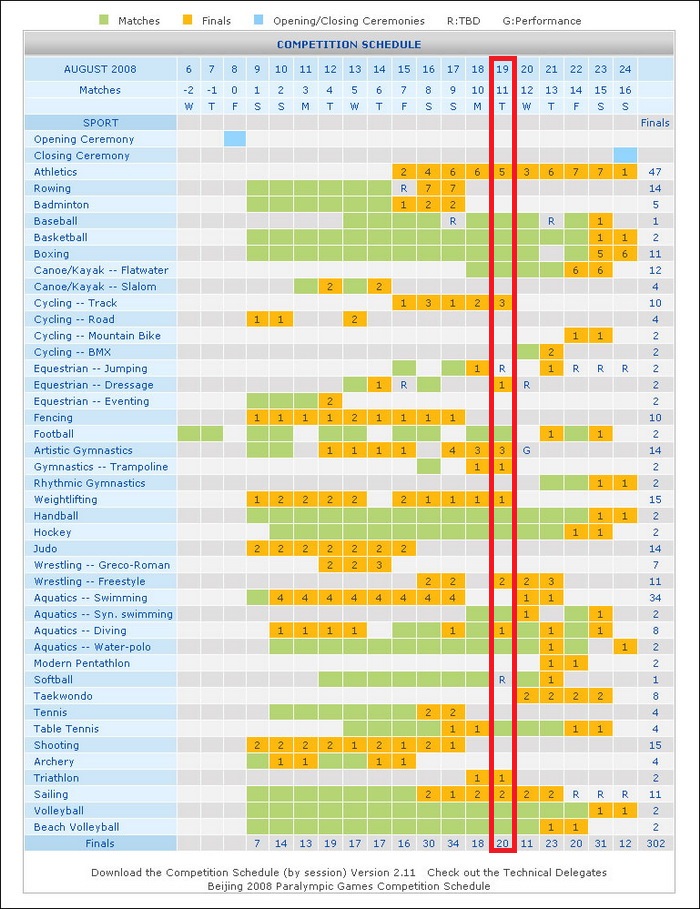 Matches Finals Opening/Closing Ceremonies R:TBD G:Performance
COMPETITION SCHEDULE
AUGUST 2008 6 7 8 9 10 11 12 13 14 15 16 17 18 19 20 21 22 23 24
Matches -2 -1 0 1 2 3 4 5 6 7 8 9 10 11 12 13 14 15 16
W T F S S M T W T F S S M T W T F S S
SPORT Finals
Opening Ceremony
Closing Ceremony
Athletics 2 4 6 6 5 3 6 7 7 1 47
Rowing R 7 7 14
Badminton 1 2 2 5
Baseball R R 1 1
Basketball 1 1 2
Boxing 5 6 11
Canoe/Kayak -- Flatwater 6 6 12
Canoe/Kayak -- Slalom 2 2 4
Cycling -- Track 1 3 1 2 3 10
Cycling -- Road 1 1 2 4
Cycling -- Mountain Bike 1 1 2
Cycling -- BMX 2 2
Equestrian -- Jumping 1 R 1 R R R 2
Equestrian -- Dressage 1 R 1 R 2
Equestrian -- Eventing 2 2
Fencing 1 1 1 1 2 1 1 1 1 10
Football 1 1 2
Artistic Gymnastics 1 1 1 1 4 3 3 G 14
Gymnastics -- Trampoline 1 1 2
Rhythmic Gymnastics 1 1 2
Weightlifting 1 2 2 2 2 2 1 1 1 1 15
Handball 1 1 2
Hockey 1 1 2
Judo 2 2 2 2 2 2 2 14
Wrestling -- Greco-Roman 2 2 3 7
Wrestling -- Freestyle 2 2 2 2 3 11
Aquatics -- Swimming 4 4 4 4 4 4 4 4 1 1 34
Aquatics -- Syn. swimming 1 1 2
Aquatics -- Diving 1 1 1 1 1 1 1 1 8
Aquatics -- Water-polo 1 1 2
Modern Pentathlon 1 1 2
Softball R 1 1
Taekwondo 2 2 2 2 8
Tennis 2 2 4
Table Tennis 1 1 1 1 4
Shooting 2 2 2 2 1 2 1 2 1 15
Archery 1 1 1 1 4
Triathlon 1 1 2
Sailing 2 1 2 2 2 2 R R R 11
Volleyball 1 1 2
Beach Volleyball 1 1 2
Finals 7 14 13 19 17 17 16 30 34 18 20 11 23 20 31 12 302
Download the Competition Schedule (by session) Version 2.11 Check out the Technical Delegates
Beijing 2008 Paralympic Games Competition Schedule